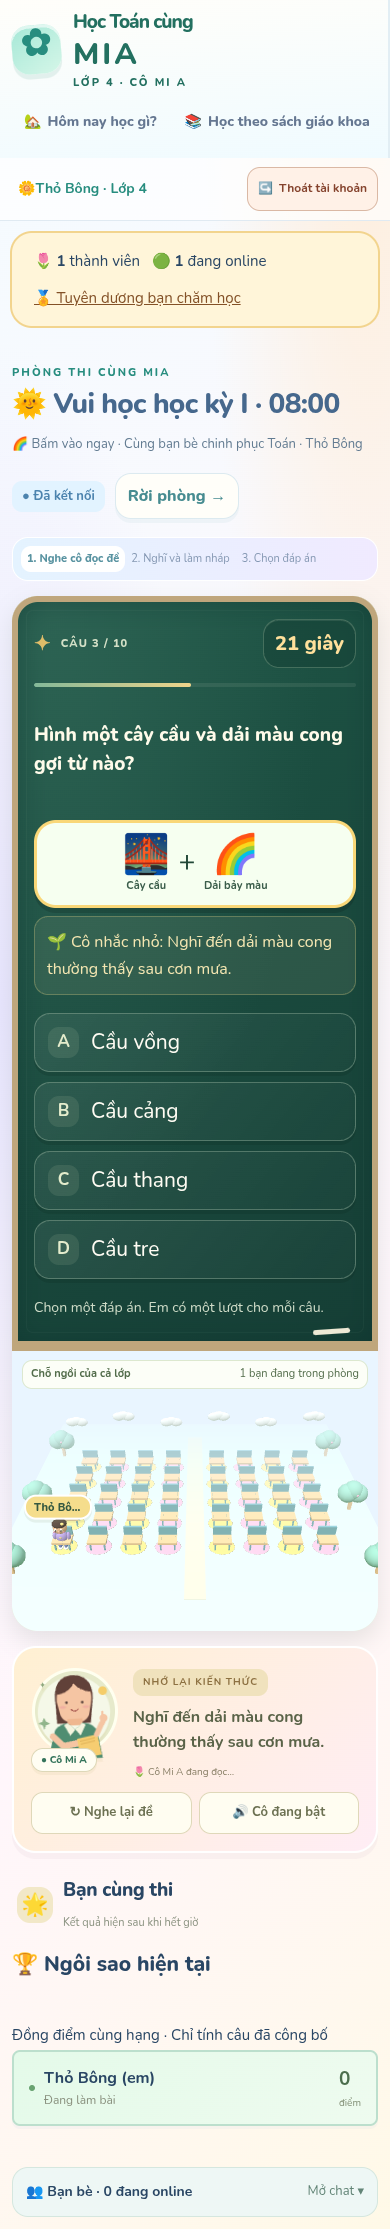 Học Toán cùng
MIA
LỚP 4 · CÔ MI A
🏡 Hôm nay học gì?
📚 Học theo sách giáo khoa
🌼Thỏ Bông · Lớp 4
↪️ Thoát tài khoản
🌷 1 thành viên 🟢 1 đang online
🏅 Tuyên dương bạn chăm học
PHÒNG THI CÙNG MIA
🌞 Vui học học kỳ I · 08:00
🌈 Bấm vào ngay · Cùng bạn bè chinh phục Toán · Thỏ Bông
● Đã kết nối
Rời phòng →
1. Nghe cô đọc đề 2. Nghĩ và làm nháp 3. Chọn đáp án
✦ CÂU 3 / 10
21 giây
Hình một cây cầu và dải màu cong
gợi từ nào?
+
Cây cầu
Dải bảy màu
🌱 Cô nhắc nhỏ: Nghĩ đến dải màu cong
thường thấy sau cơn mưa.
A Cầu vồng
B Cầu cảng
C Cầu thang
D Cầu tre
Chọn một đáp án. Em có một lượt cho mỗi câu.
Chỗ ngồi của cả lớp
1 bạn đang trong phòng
Thỏ Bô...
● Cô Mi A
NHỚ LẠI KIẾN THỨC
Nghĩ đến dải màu cong
thường thấy sau cơn mưa.
🌷 Cô Mi A đang đọc...
↻ Nghe lại đề
🔊 Cô đang bật
🌟 Bạn cùng thi
Kết quả hiện sau khi hết giờ
🏆 Ngôi sao hiện tại
Đồng điểm cùng hạng · Chỉ tính câu đã công bố
● Thỏ Bông (em)
Đang làm bài
0
điểm
👥 Bạn bè · 0 đang online
Mở chat ▾